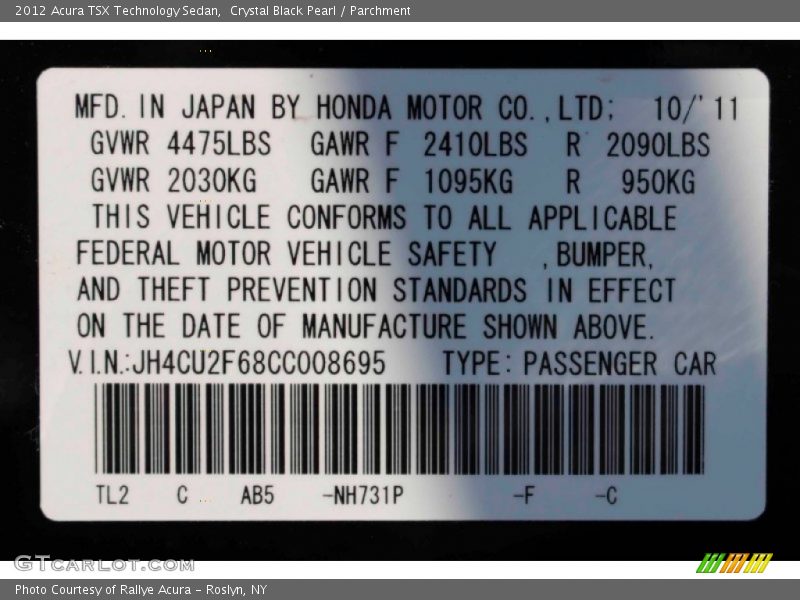 2012 Acura TSX Technology Sedan,  Crystal Black Pearl / Parchment
MFD. IN JAPAN BY HONDA MOTOR CO.,LTD; 10/'11
GVWR 4475LBS GAWR F 2410LBS R 2090LBS
GVWR 2030KG GAWR F 1095KG R 950KG
THIS VEHICLE CONFORMS TO ALL APPLICABLE
FEDERAL MOTOR VEHICLE SAFETY ,BUMPER,
AND THEFT PREVENTION STANDARDS IN EFFECT
ON THE DATE OF MANUFACTURE SHOWN ABOVE.
V.I.N.:JH4CU2F68CC008695 TYPE: PASSENGER CAR
TL2 C AB5 -NH731P -F -C
GTCARLOT.COM
Photo Courtesy of Rallye Acura - Roslyn, NY